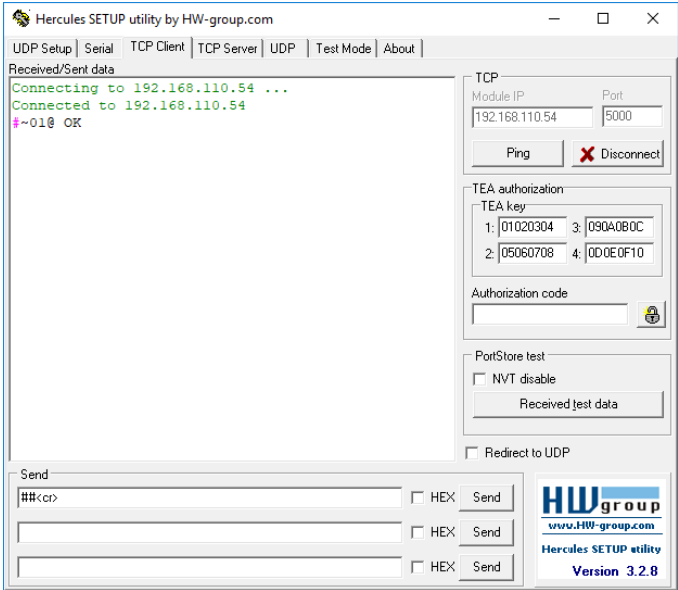 Hercules SETUP utility by HW-group.com
UDP Setup Serial TCP Client TCP Server UDP Test Mode About
Received/Sent data
Connecting to 192.168.110.54 ...
Connected to 192.168.110.54
#~01@ OK
TCP
Module IP Port
192.168.110.54 5000
Ping Disconnect
TEA authorization
TEA key
1: 01020304 3: 090A0B0C
2: 05060708 4: 0D0E0F10
Authorization code
PortStore test
NVT disable
Received test data
Redirect to UDP
Send
##<cr> HEX Send
HEX Send
HEX Send
HW group
www.HW-group.com
Hercules SETUP utility
Version 3.2.8